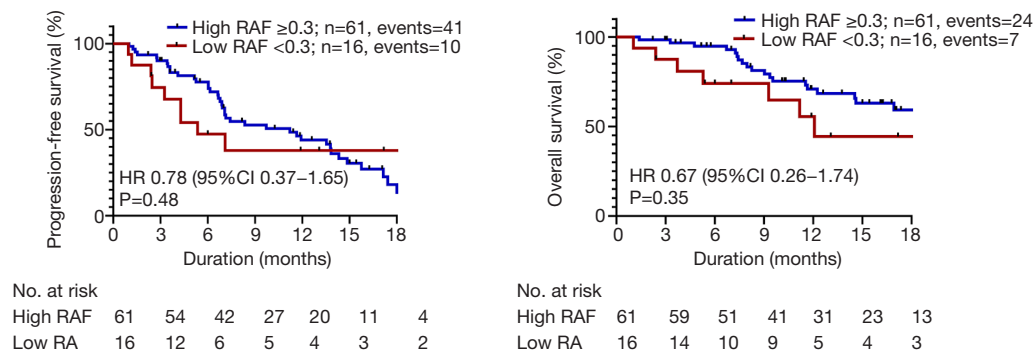 High RAF ≥0.3; n=61, events=41
Low RAF <0.3; n=16, events=10
Progression-free survival (%)
100
50
0
HR 0.78 (95%CI 0.37–1.65)
P=0.48
0 3 6 9 12 15 18
Duration (months)
No. at risk
High RAF 61 54 42 27 20 11 4
Low RA 16 12 6 5 4 3 2
High RAF ≥0.3; n=61, events=24
Low RAF <0.3; n=16, events=7
Overall survival (%)
100
50
0
HR 0.67 (95%CI 0.26–1.74)
P=0.35
0 3 6 9 12 15 18
Duration (months)
No. at risk
High RAF 61 59 51 41 31 23 13
Low RA 16 14 10 9 5 4 3